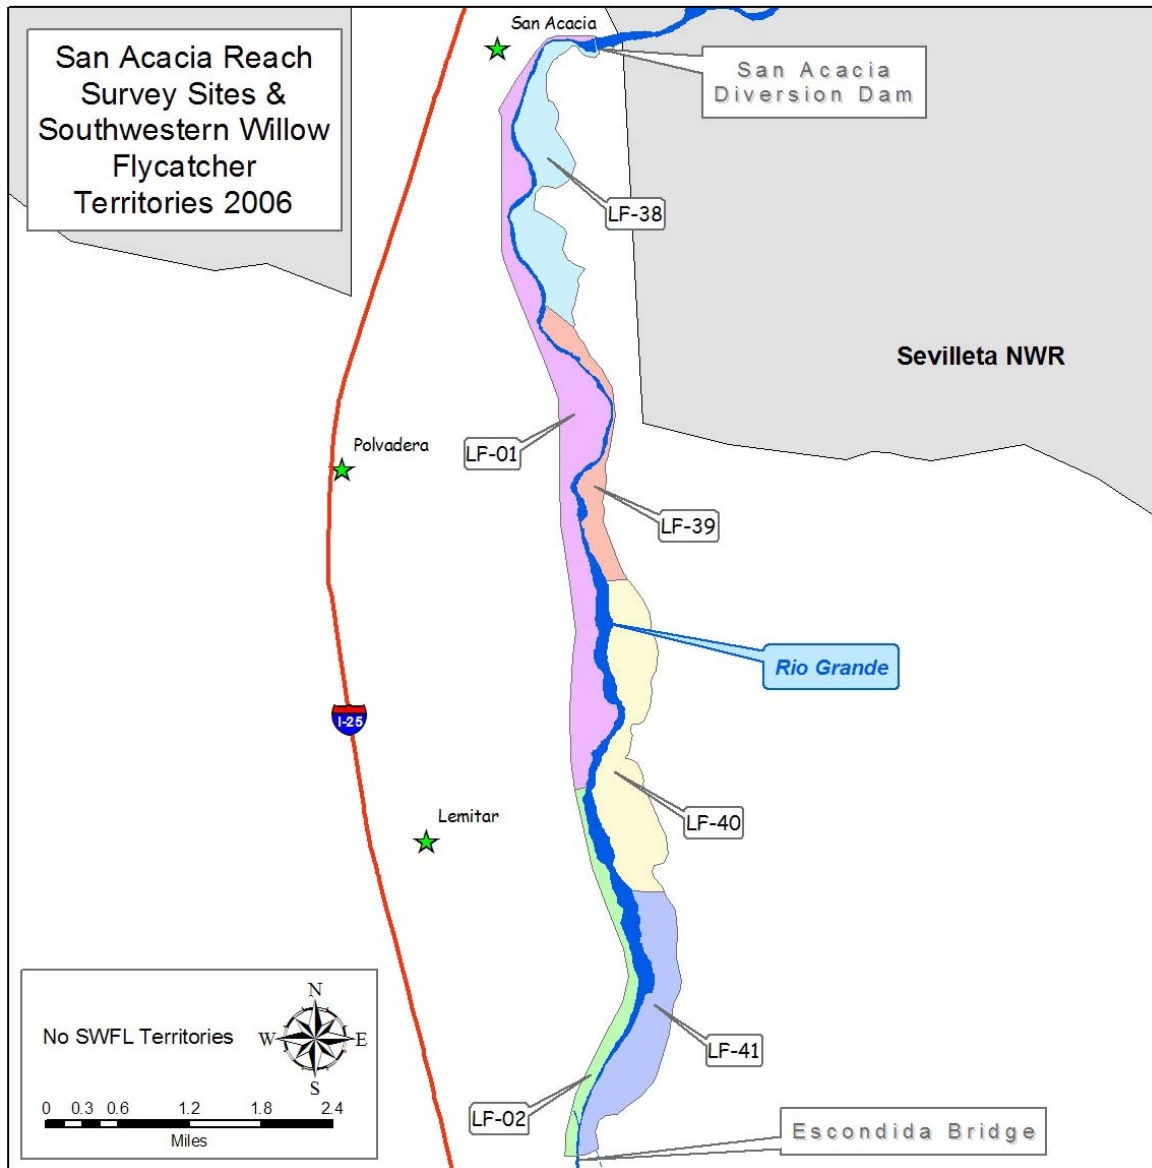 San Acacia Reach
Survey Sites &
Southwestern Willow
Flycatcher
Territories 2006
San Acacia
San Acacia
Diversion Dam
LF-38
Sevilleta NWR
Polvadera
LF-01
LF-39
Rio Grande
I-25
Lemitar
LF-40
No SWFL Territories
N
W
E
S
LF-41
0 0.3 0.6 1.2 1.8 2.4
Miles
LF-02
Escondida Bridge